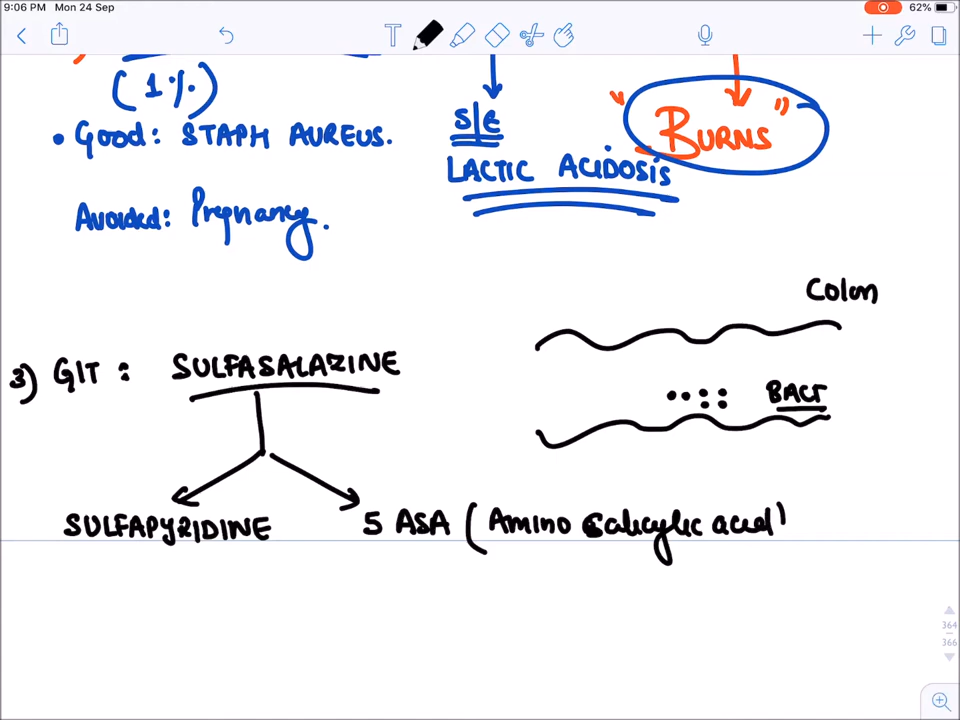 9:06 PM Mon 24 Sep
62%
T
(1%)
• Good: STAPH AUREUS.
S/E
LACTIC ACIDOSIS
"BURNS"
Avoided: Pregnancy.
Colon
3) GIT: SULFASALAZINE
BACT
SULFAPYRIDINE
5 ASA (Amino Salicylic acid)
364
366